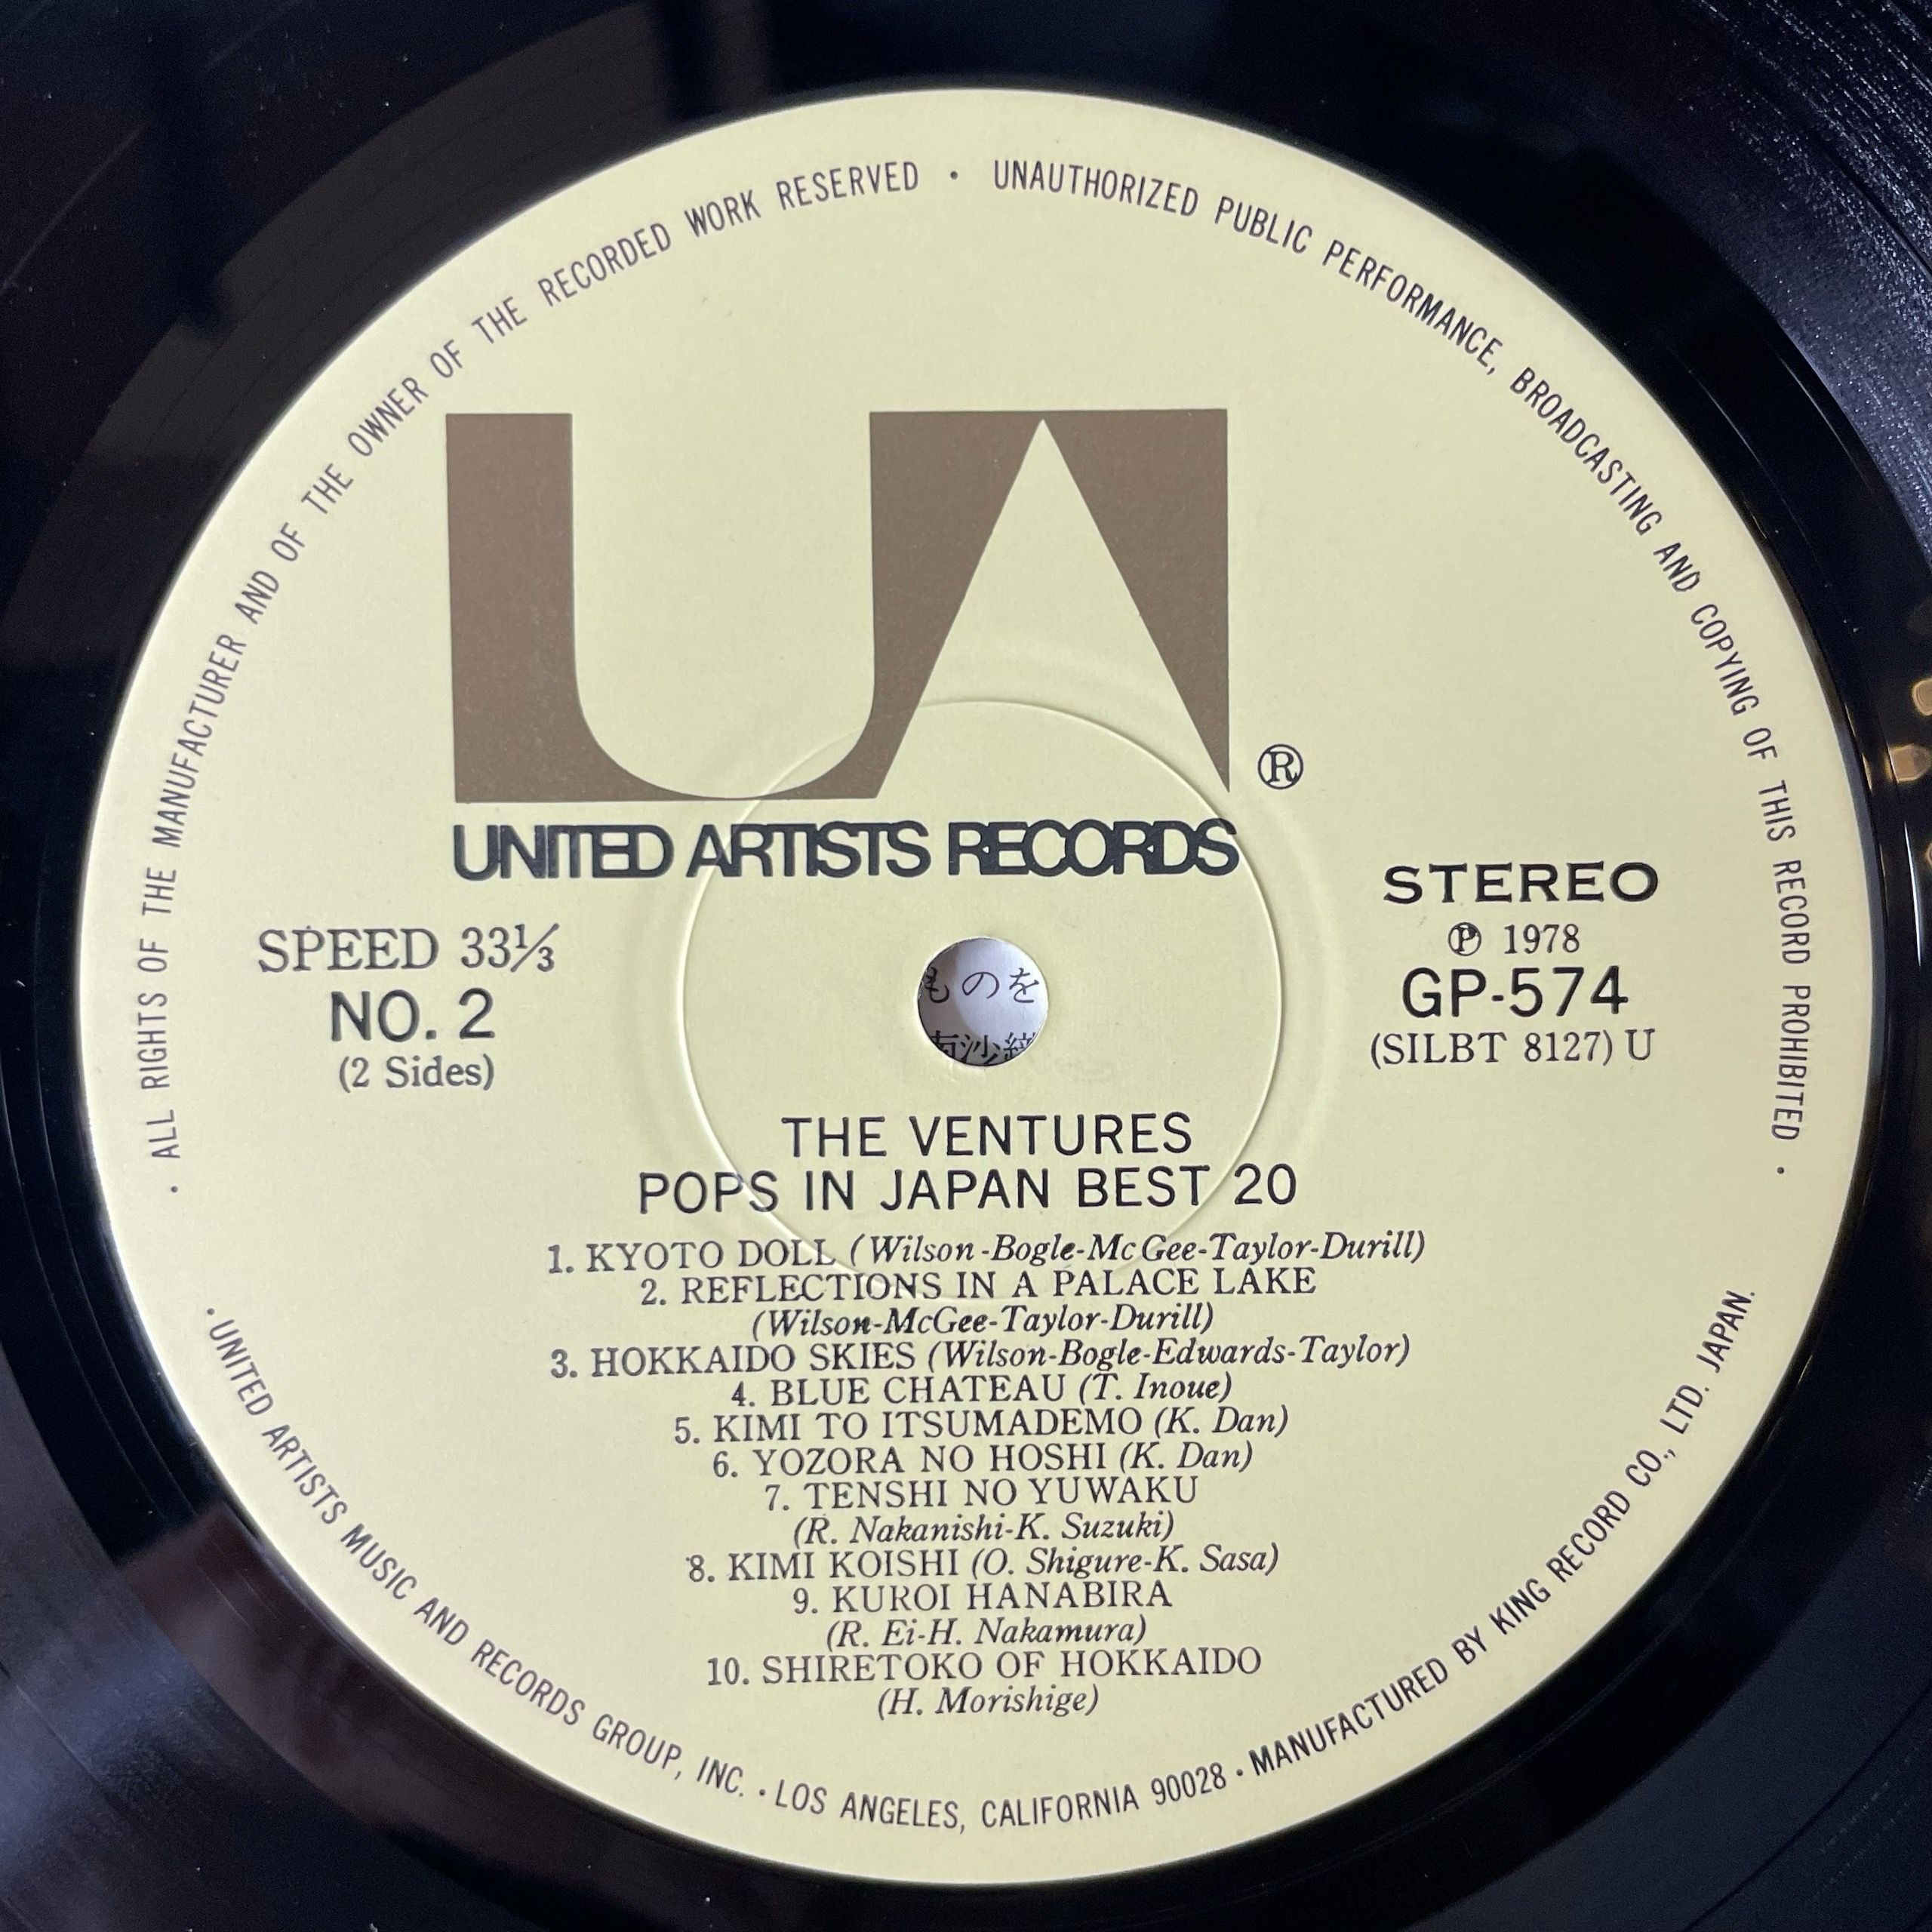 · ALL RIGHTS OF THE MANUFACTURER AND OF THE OWNER OF THE RECORDED WORK RESERVED · UNAUTHORIZED PUBLIC PERFORMANCE, BROADCASTING AND COPYING OF THIS RECORD PROHIBITED ·
UA ®
UNITED ARTISTS RECORDS
SPEED 33⅓
NO. 2
(2 Sides)
STEREO
Ⓟ 1978
GP-574
(SILBT 8127) U
ものを
THE VENTURES
POPS IN JAPAN BEST 20
1. KYOTO DOLL (Wilson-Bogle-McGee-Taylor-Durill)
2. REFLECTIONS IN A PALACE LAKE
(Wilson-McGee-Taylor-Durill)
3. HOKKAIDO SKIES (Wilson-Bogle-Edwards-Taylor)
4. BLUE CHATEAU (T. Inoue)
5. KIMI TO ITSUMADEMO (K. Dan)
6. YOZORA NO HOSHI (K. Dan)
7. TENSHI NO YUWAKU
(R. Nakanishi-K. Suzuki)
8. KIMI KOISHI (O. Shigure-K. Sasa)
9. KUROI HANABIRA
(R. Ei-H. Nakamura)
10. SHIRETOKO OF HOKKAIDO
(H. Morishige)
· UNITED ARTISTS MUSIC AND RECORDS GROUP, INC. · LOS ANGELES, CALIFORNIA 90028 · MANUFACTURED BY KING RECORD CO., LTD. JAPAN.